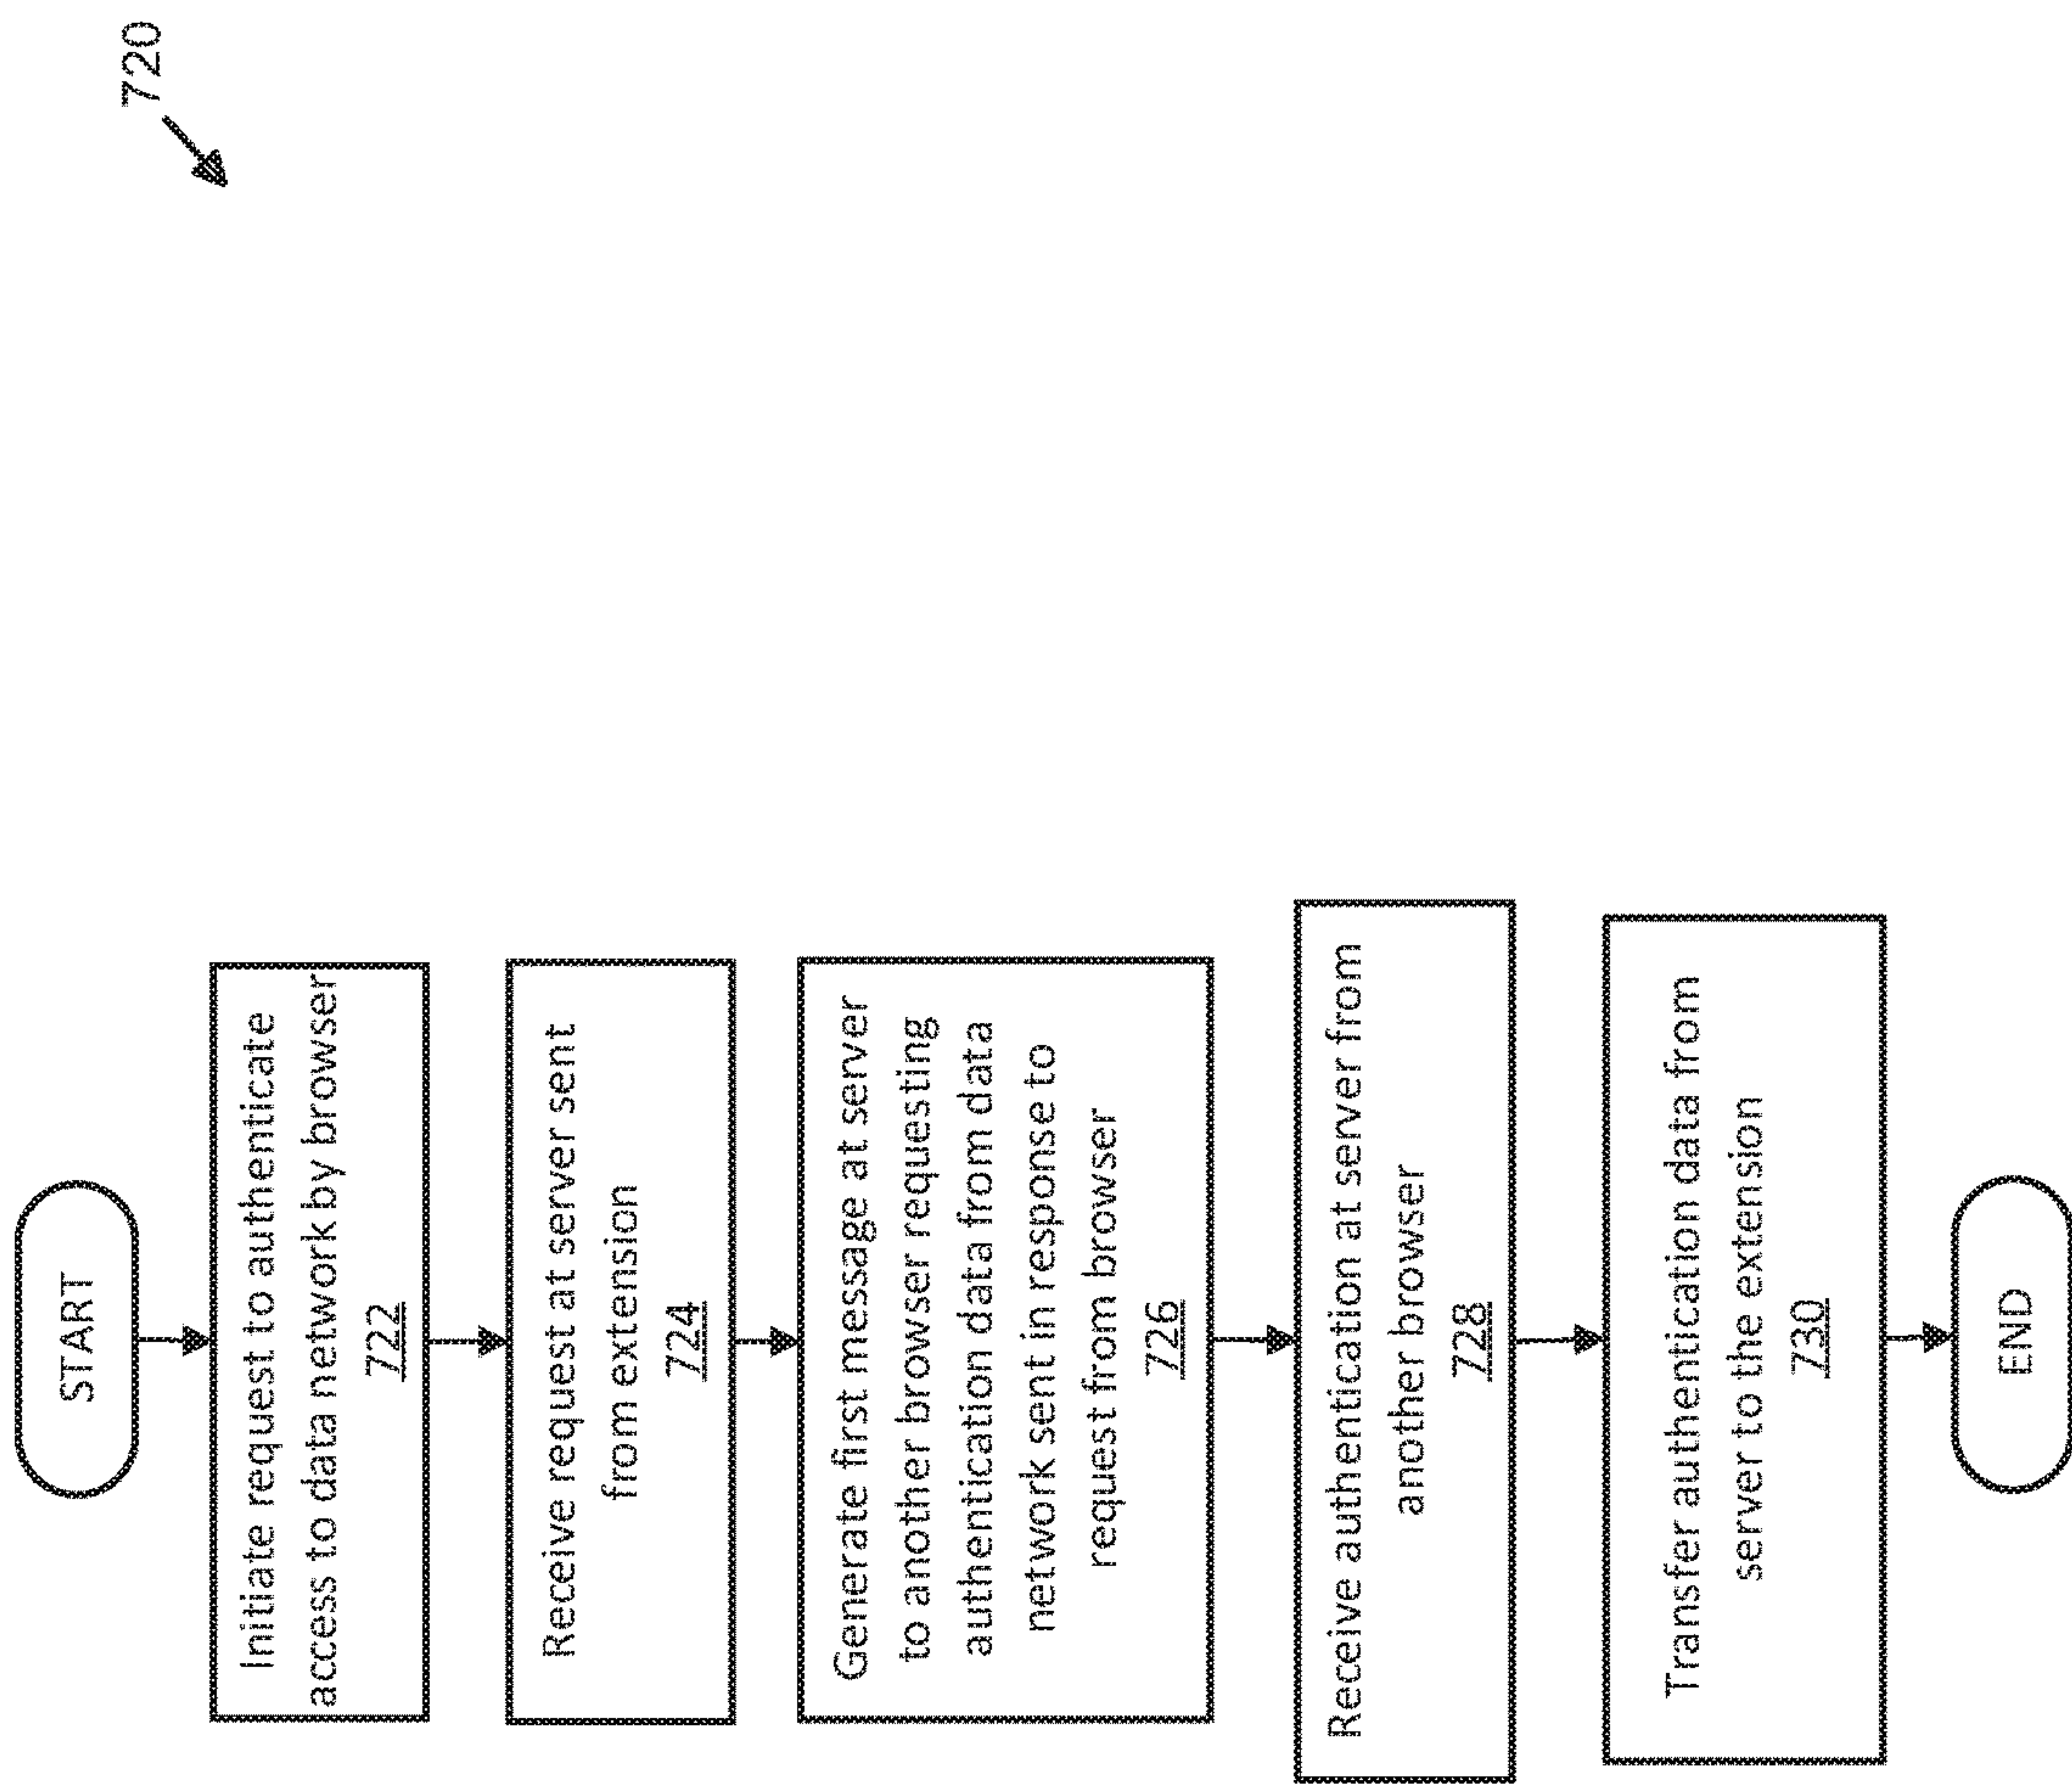 720
START
Initiate request to authenticate
access to data network by browser
722
Receive request at server sent
from extension
724
Generate first message at server
to another browser requesting
authentication data from data
network sent in response to
request from browser
726
Receive authentication at server from
another browser
728
Transfer authentication data from
server to the extension
730
END